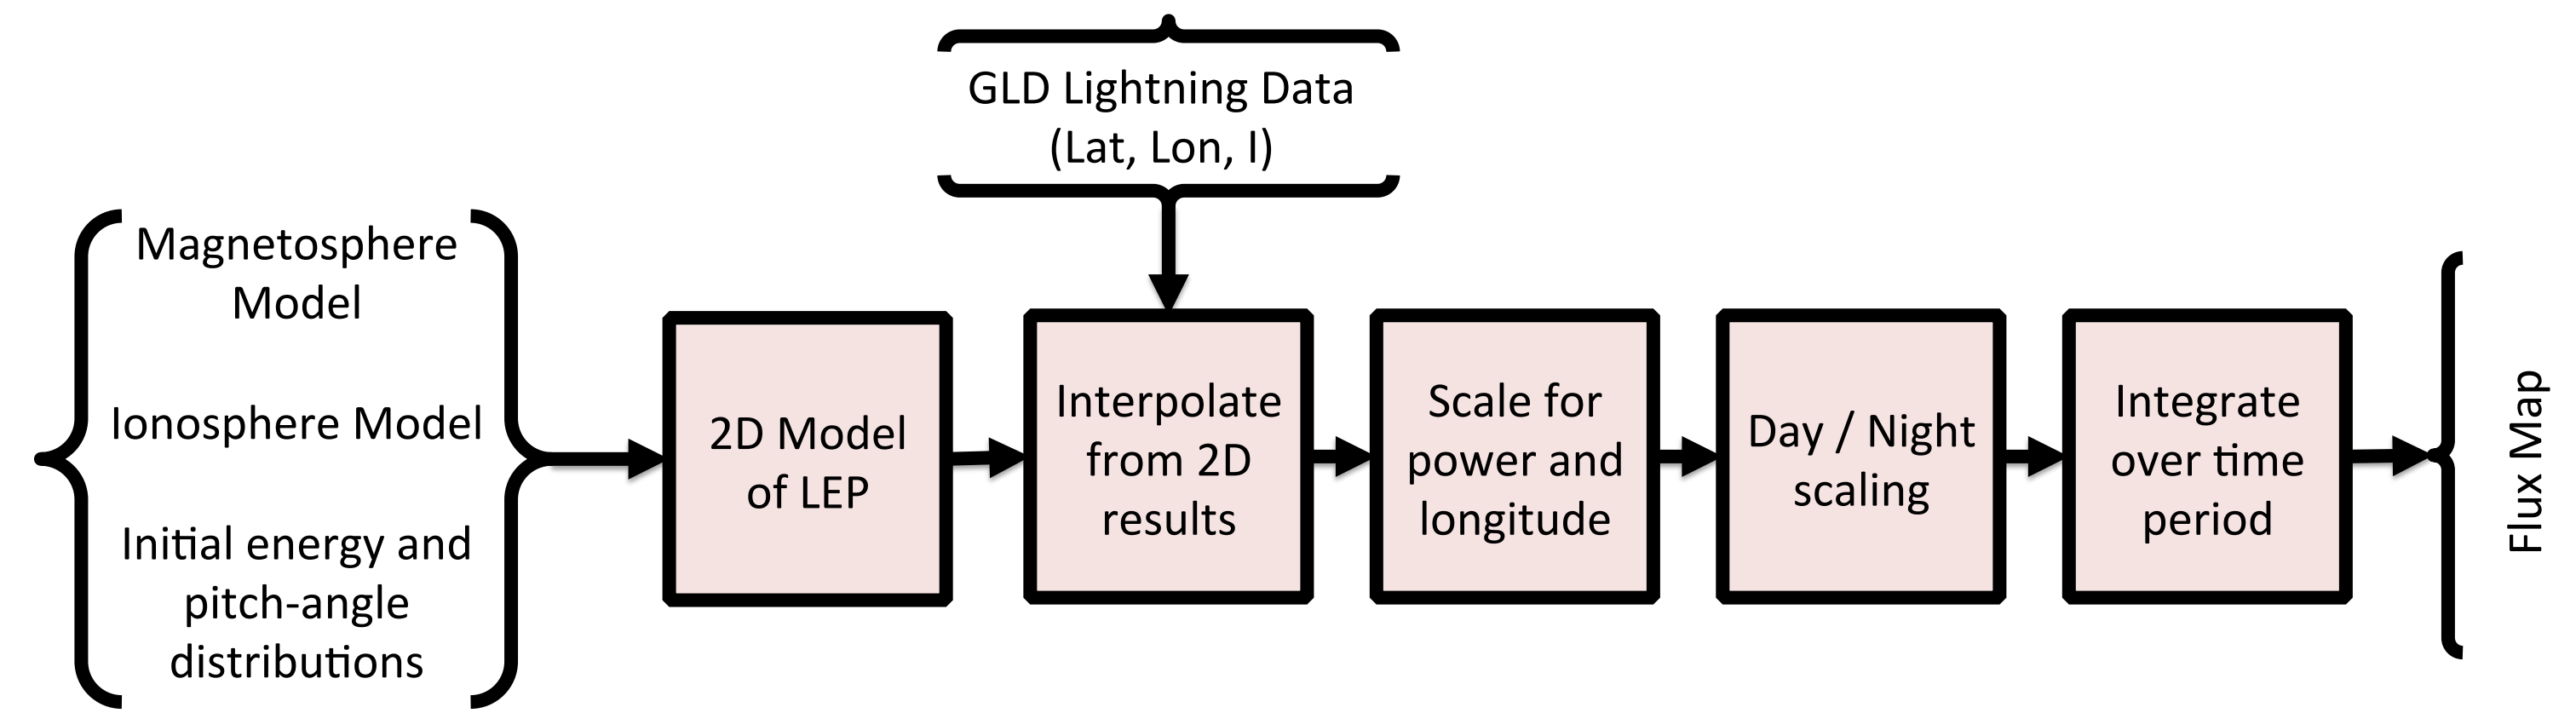 GLD Lightning Data
(Lat, Lon, I)
Magnetosphere
Model
Ionosphere Model
Initial energy and
pitch-angle
distributions
2D Model
of LEP
Interpolate
from 2D
results
Scale for
power and
longitude
Day / Night
scaling
Integrate
over time
period
Flux Map